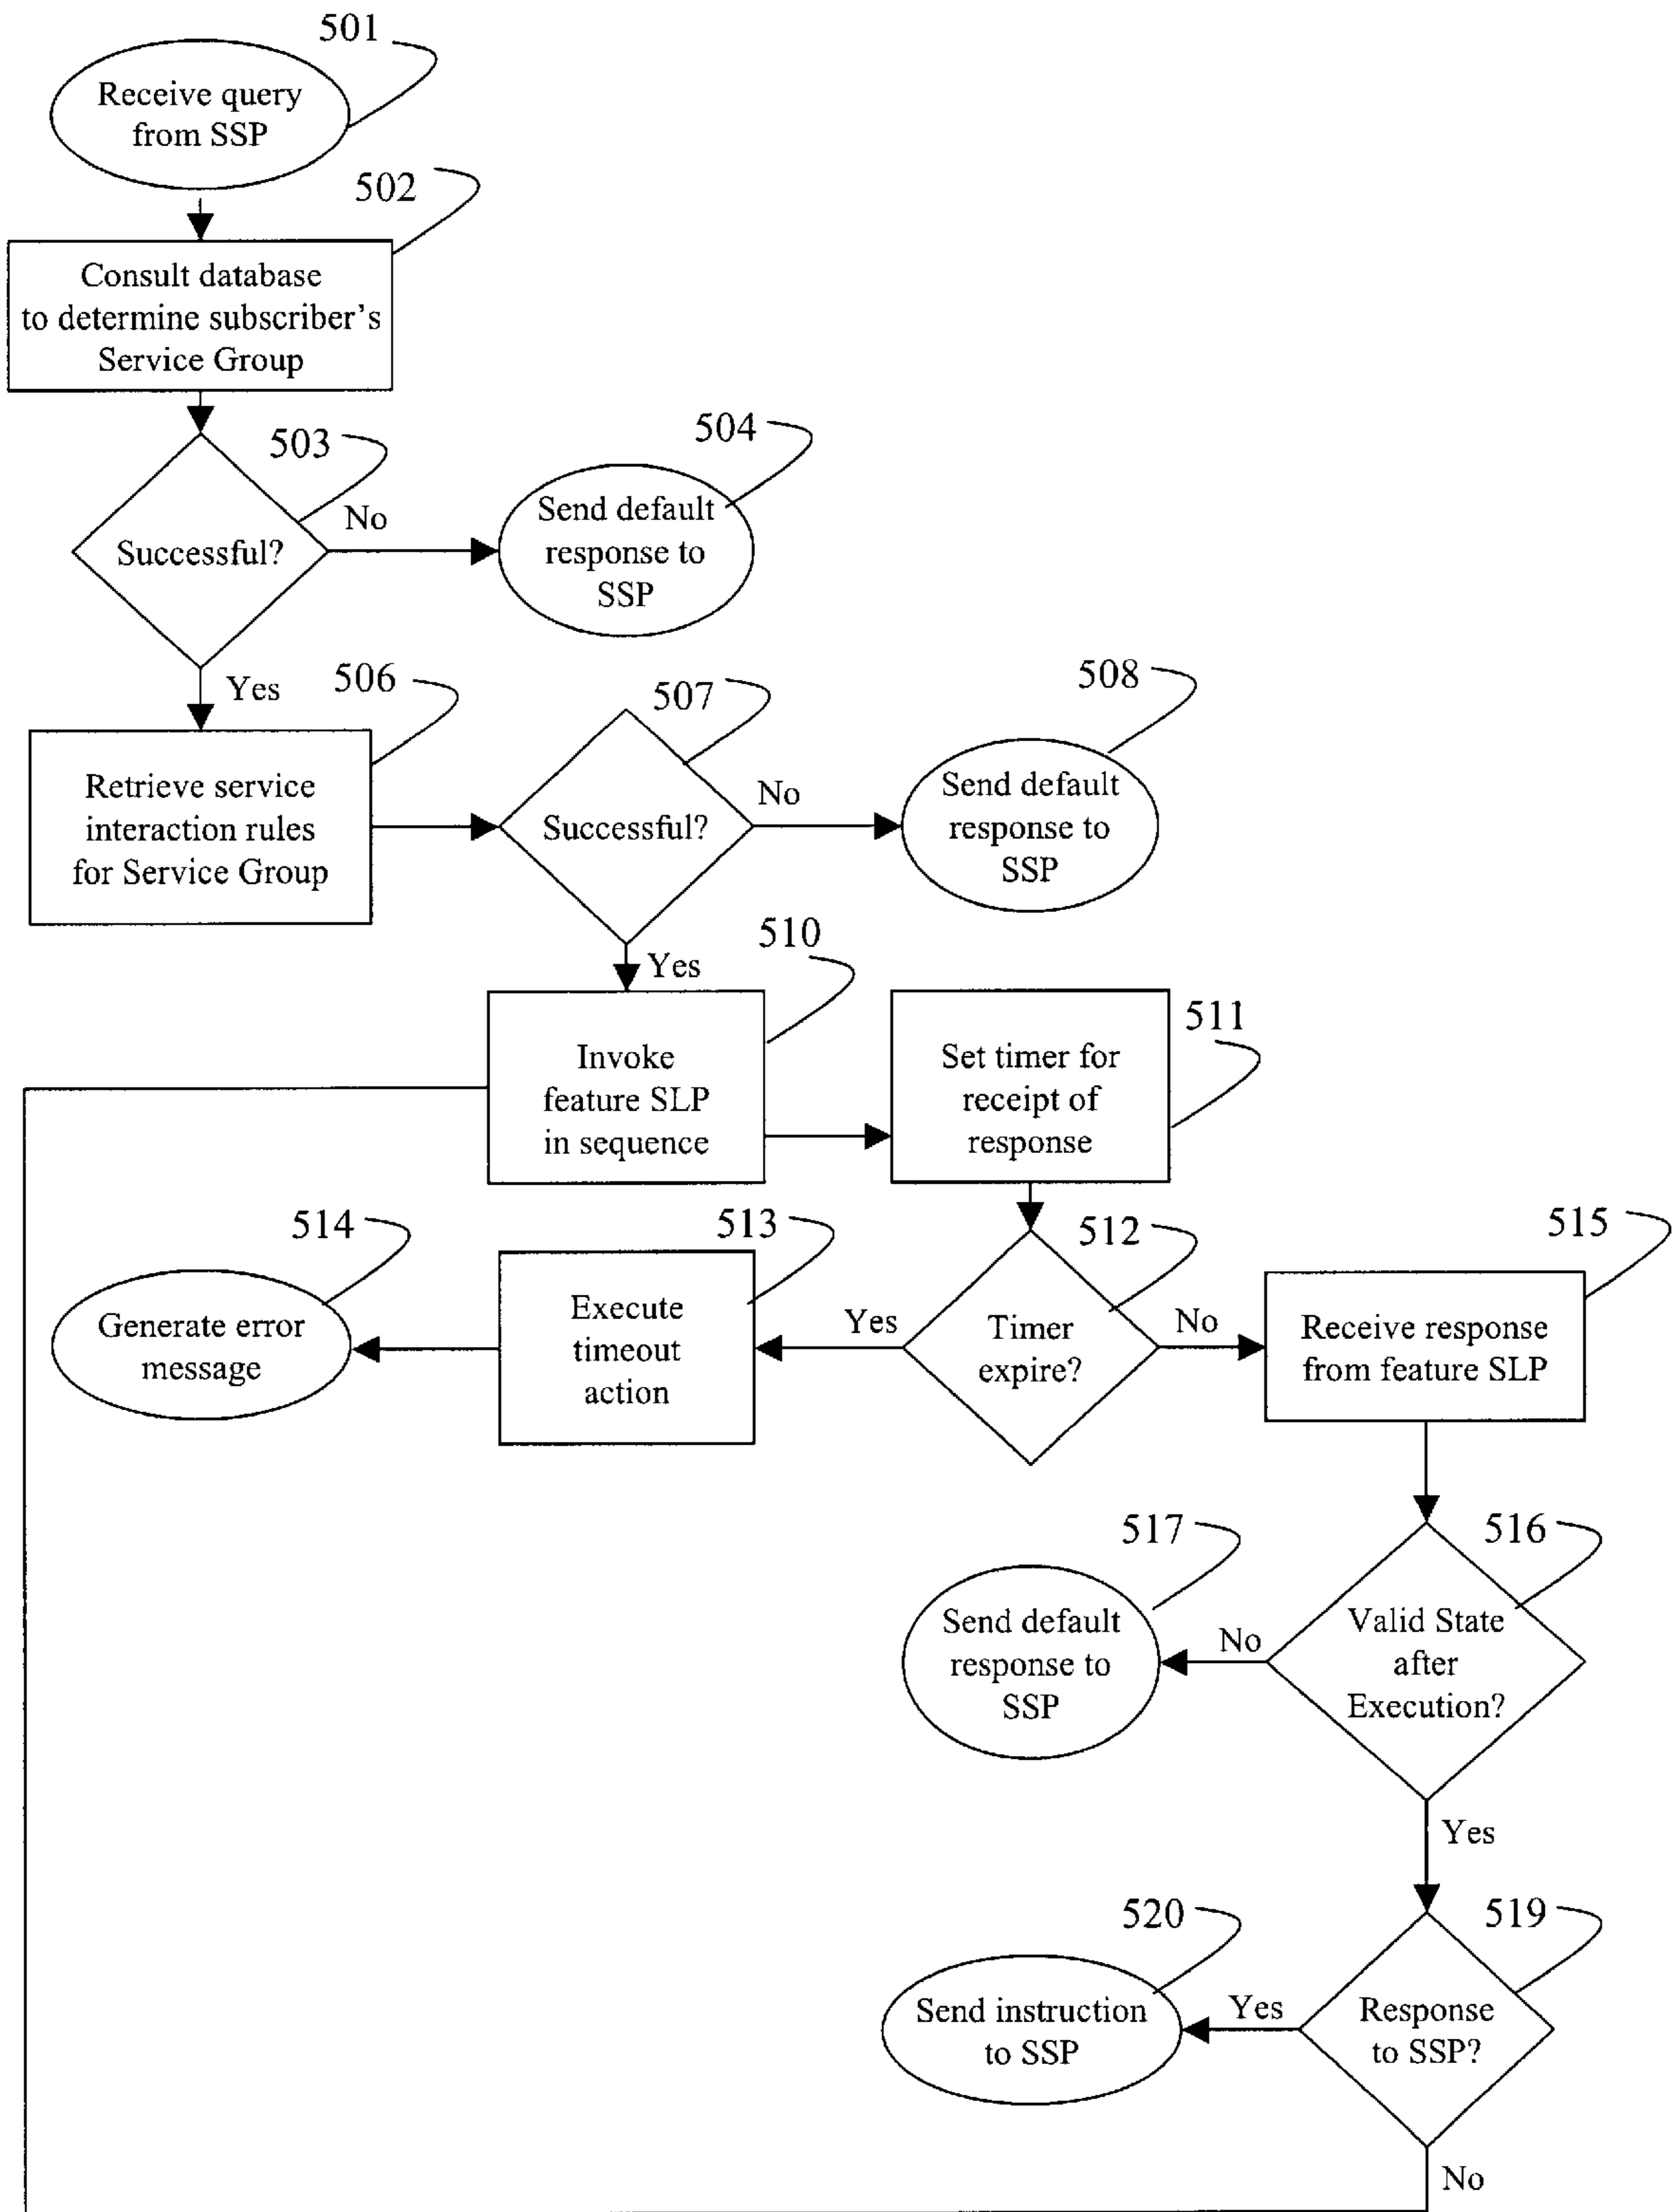 501
Receive query
from SSP
502
Consult database
to determine subscriber's
Service Group
503
Successful?
No
504
Send default
response to
SSP
Yes
506
Retrieve service
interaction rules
for Service Group
507
Successful?
No
508
Send default
response to
SSP
Yes
510
Invoke
feature SLP
in sequence
511
Set timer for
receipt of
response
512
Timer
expire?
Yes
513
Execute
timeout
action
514
Generate error
message
No
515
Receive response
from feature SLP
516
Valid State
after
Execution?
No
517
Send default
response to
SSP
Yes
519
Response
to SSP?
Yes
520
Send instruction
to SSP
No